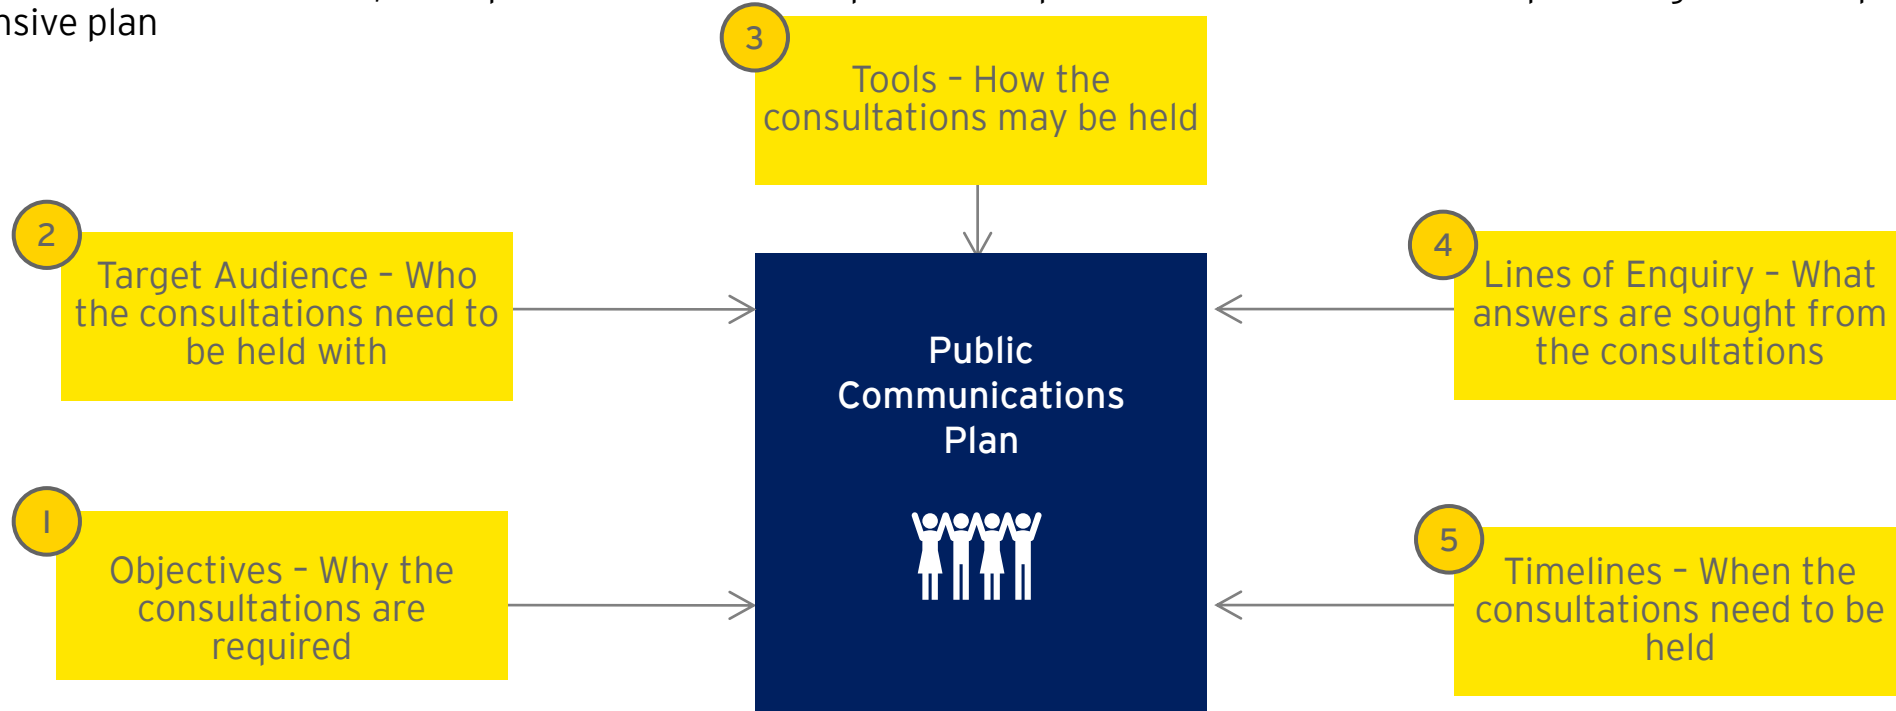 nsive plan
3
Tools – How the
consultations may be held
2
Target Audience – Who
the consultations need to
be held with
4
Lines of Enquiry – What
answers are sought from
the consultations
Public
Communications
Plan
1
Objectives – Why the
consultations are
required
5
Timelines – When the
consultations need to be
held